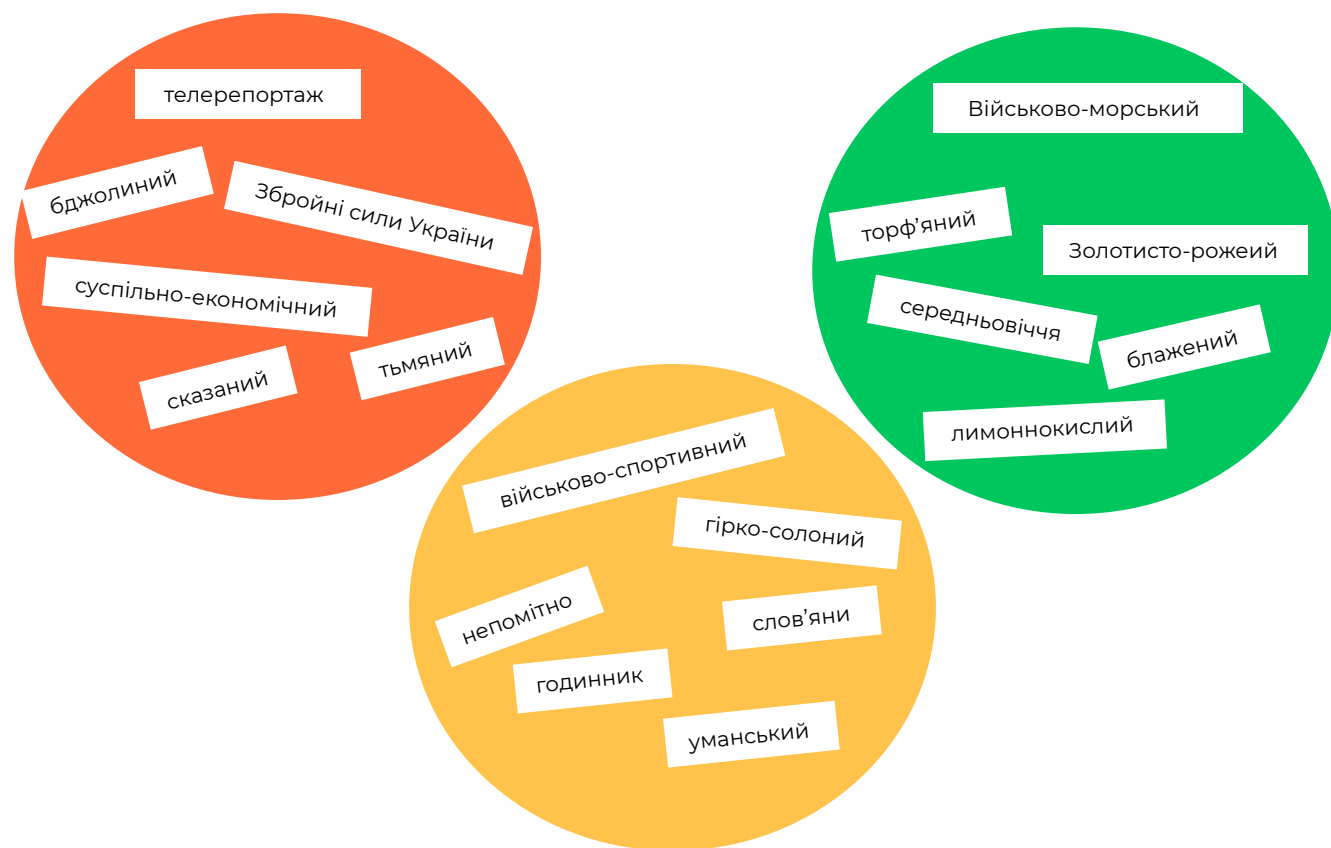 телерепортаж
бджолиний
Збройні сили України
суспільно-економічний
тьмяний
сказаний
Військово-морський
торф’яний
Золотисто-рожеий
середньовіччя
блажений
лимоннокислий
військово-спортивний
гірко-солоний
непомітно
слов’яни
годинник
уманський